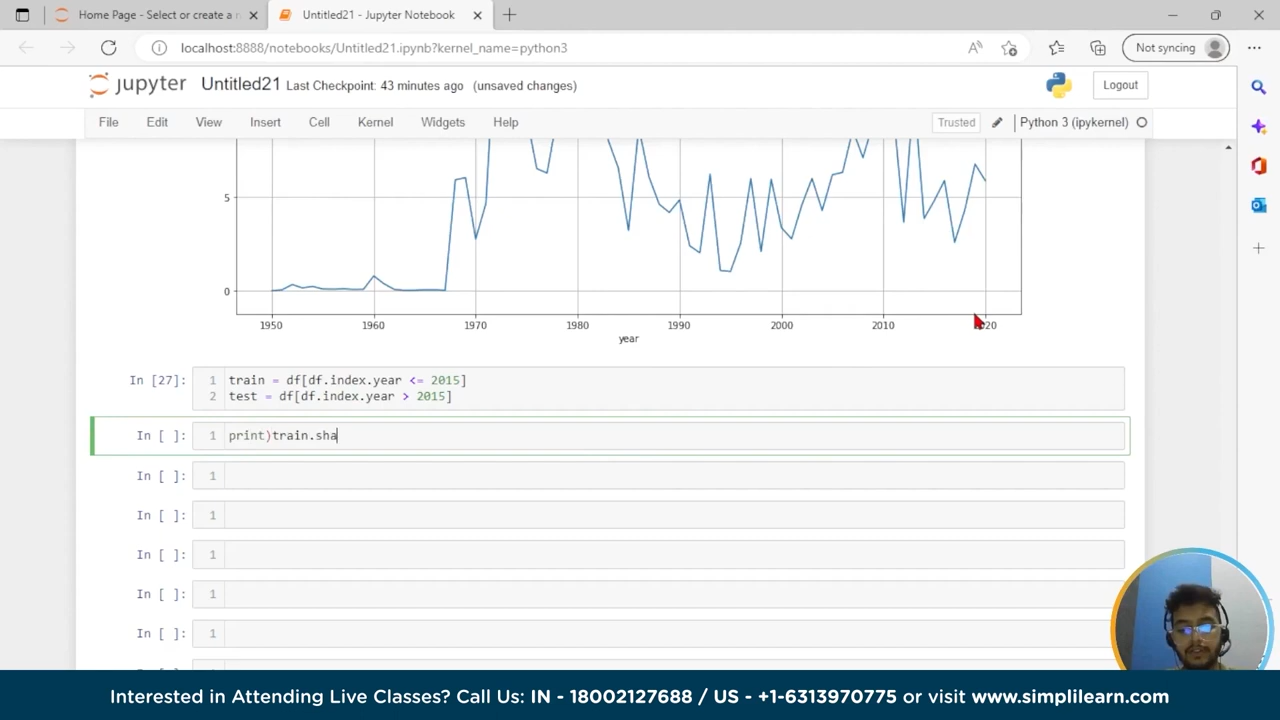 Home Page - Select or create a n
Untitled21 - Jupyter Notebook
localhost:8888/notebooks/Untitled21.ipynb?kernel_name=python3
Not syncing
jupyter Untitled21 Last Checkpoint: 43 minutes ago (unsaved changes)
Logout
File Edit View Insert Cell Kernel Widgets Help
Trusted
Python 3 (ipykernel)
5
0
1950 1960 1970 1980 1990 2000 2010 2020
year
In [27]:
1 train = df[df.index.year <= 2015]
2 test = df[df.index.year > 2015]
In [ ]: 1 print)train.sha
In [ ]: 1
In [ ]: 1
In [ ]: 1
In [ ]: 1
In [ ]: 1
Interested in Attending Live Classes? Call Us: IN - 18002127688 / US - +1-6313970775 or visit www.simplilearn.com